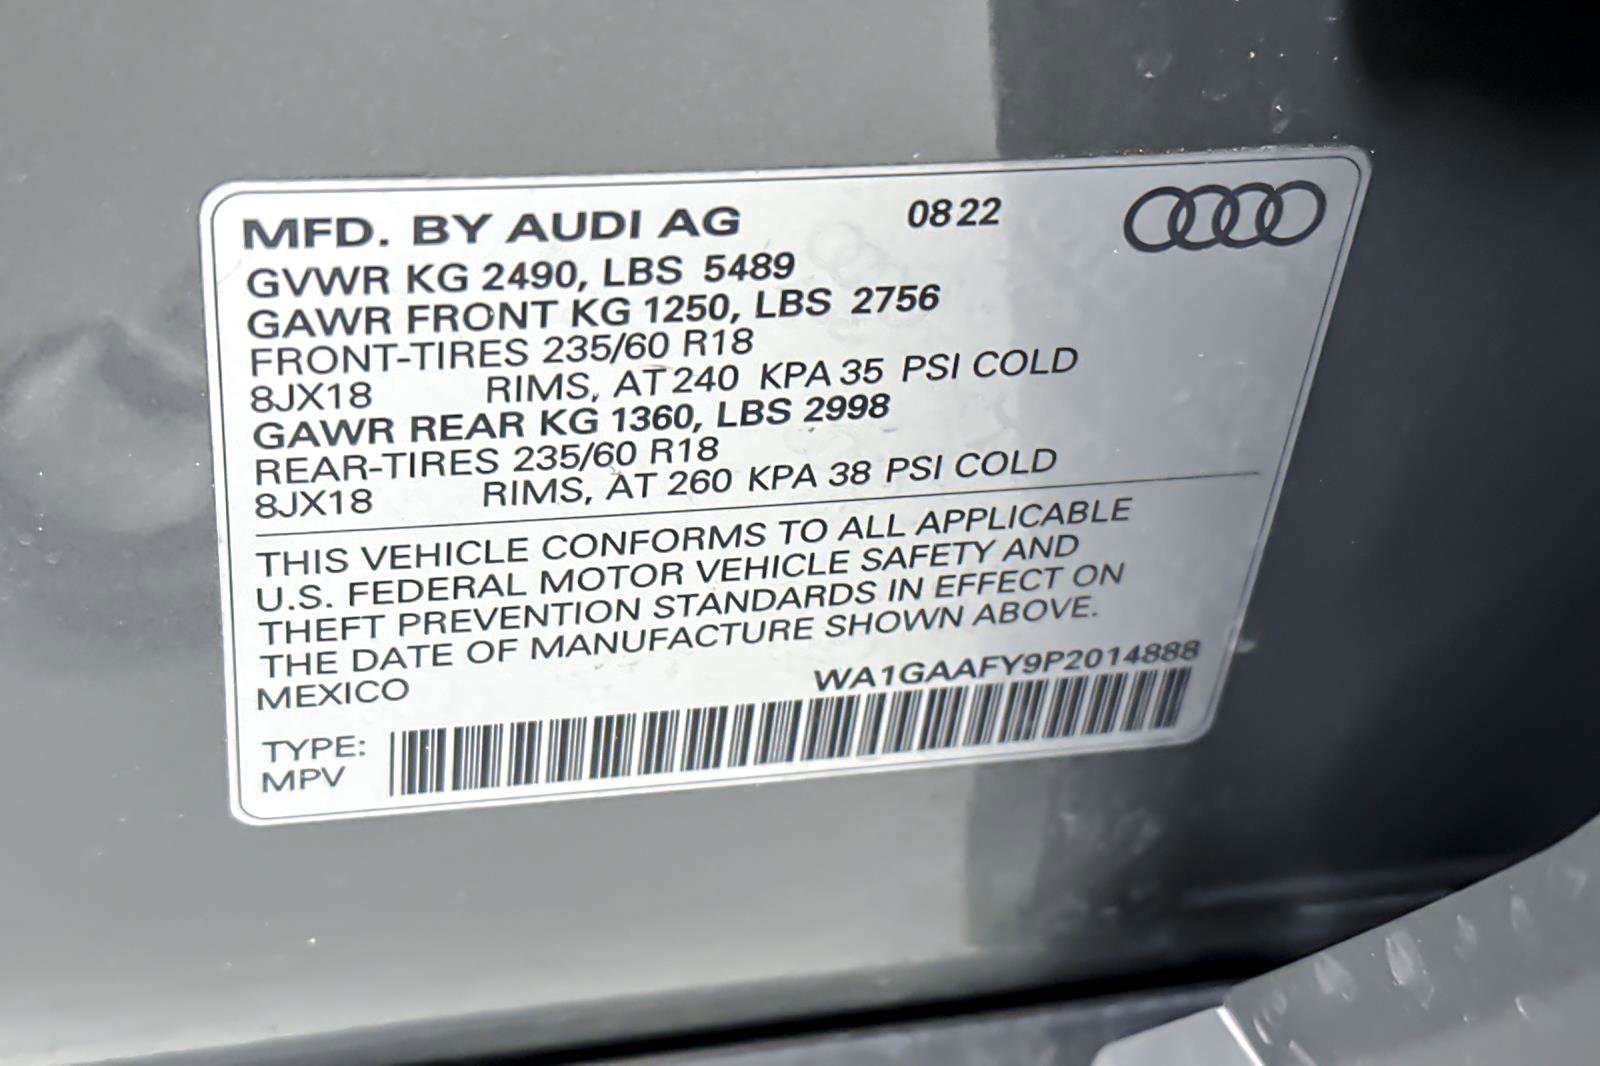 MFD. BY AUDI AG 0822
GVWR KG 2490, LBS 5489
GAWR FRONT KG 1250, LBS 2756
FRONT-TIRES 235/60 R18
8JX18 RIMS, AT 240 KPA 35 PSI COLD
GAWR REAR KG 1360, LBS 2998
REAR-TIRES 235/60 R18
8JX18 RIMS, AT 260 KPA 38 PSI COLD
THIS VEHICLE CONFORMS TO ALL APPLICABLE
U.S. FEDERAL MOTOR VEHICLE SAFETY AND
THEFT PREVENTION STANDARDS IN EFFECT ON
THE DATE OF MANUFACTURE SHOWN ABOVE.
MEXICO WA1GAAFY9P2014888
TYPE:
MPV